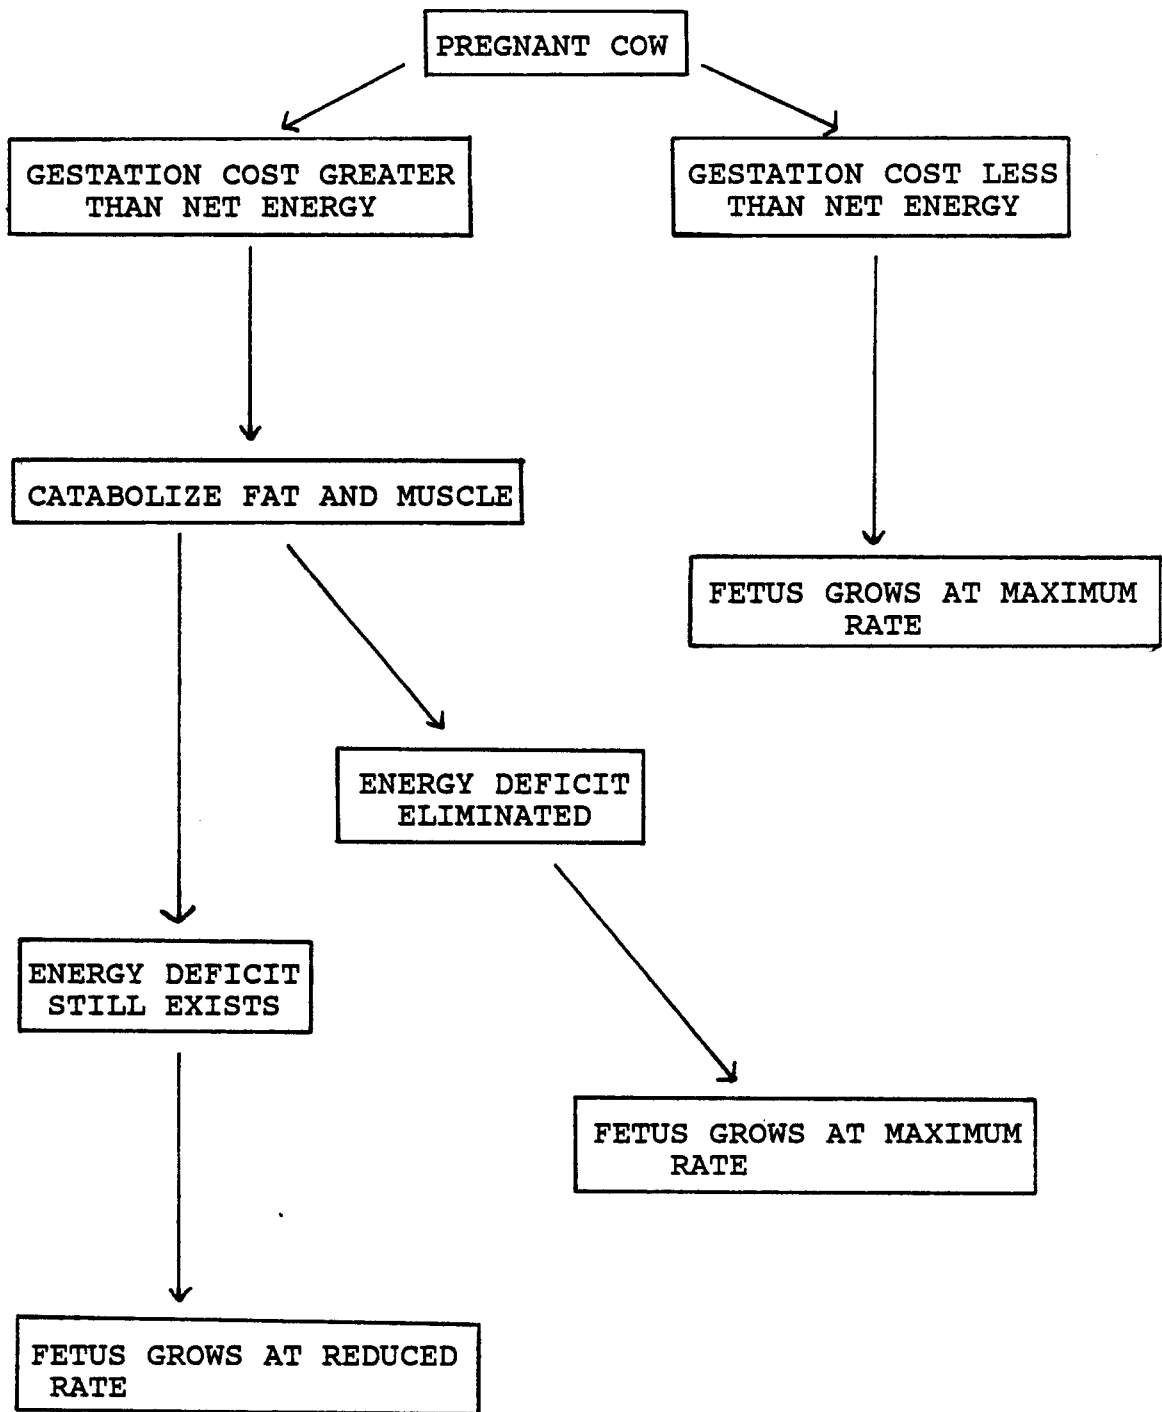 PREGNANT COW
GESTATION COST GREATER
THAN NET ENERGY
GESTATION COST LESS
THAN NET ENERGY
CATABOLIZE FAT AND MUSCLE
FETUS GROWS AT MAXIMUM
RATE
ENERGY DEFICIT
ELIMINATED
ENERGY DEFICIT
STILL EXISTS
FETUS GROWS AT MAXIMUM
RATE
FETUS GROWS AT REDUCED
RATE